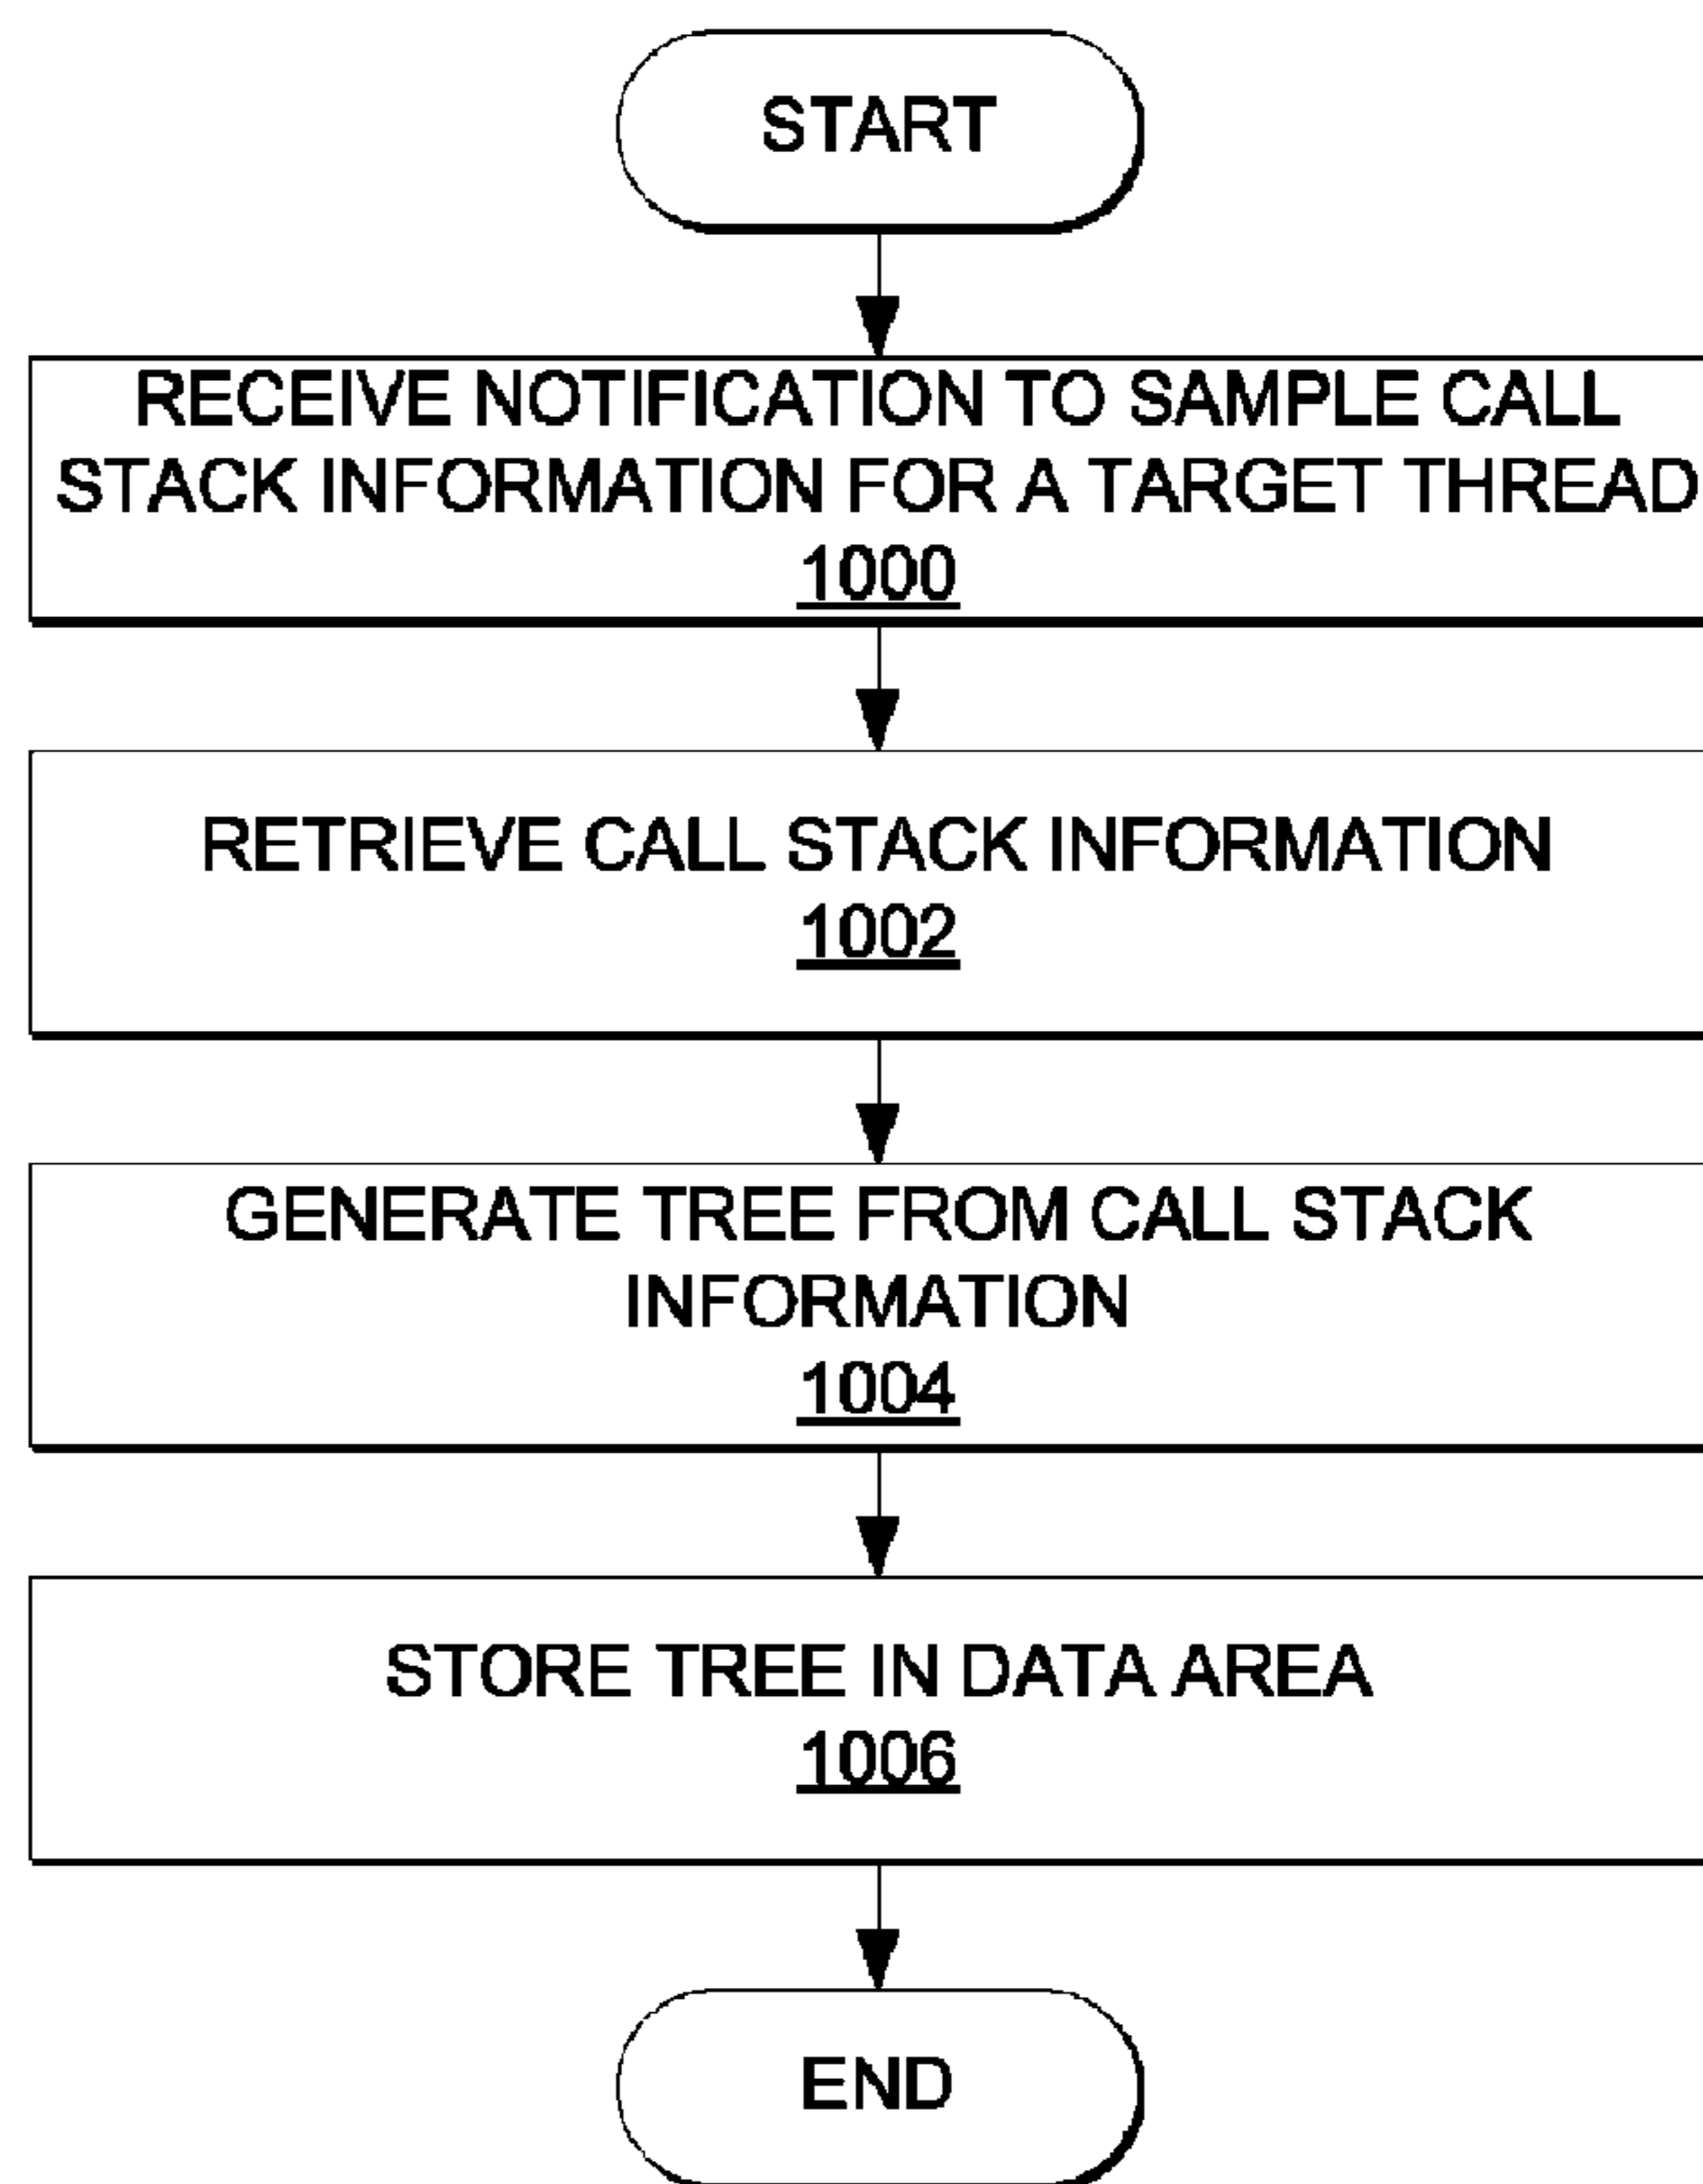 START
RECEIVE NOTIFICATION TO SAMPLE CALL
STACK INFORMATION FOR A TARGET THREAD
1000
RETRIEVE CALL STACK INFORMATION
1002
GENERATE TREE FROM CALL STACK
INFORMATION
1004
STORE TREE IN DATA AREA
1006
END